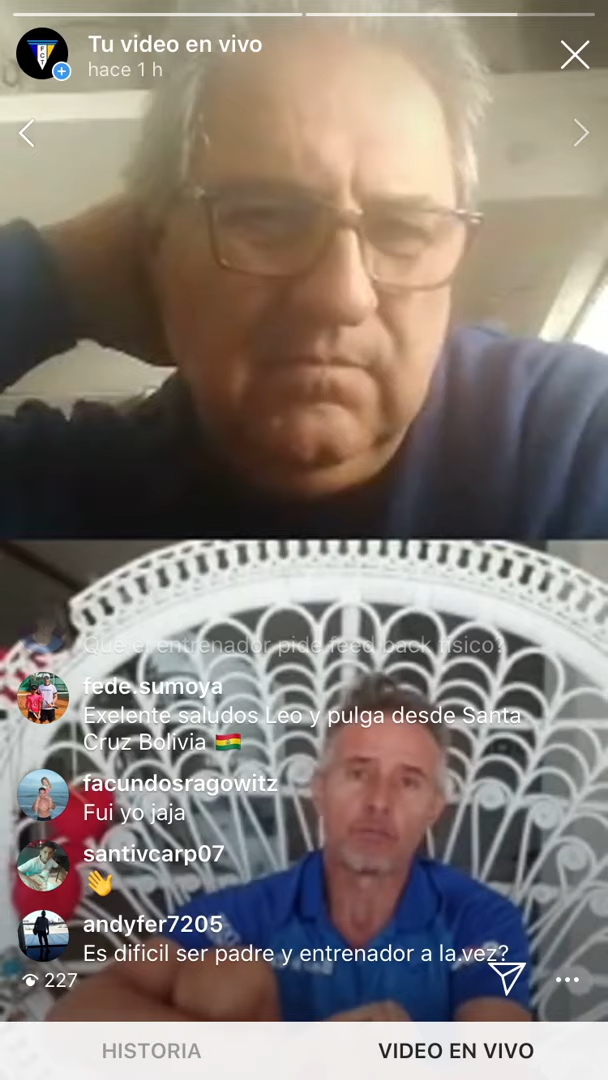 Tu video en vivo
hace 1 h
Que el entrenador pide feed back fisico?
fede.sumoya
Exelente saludos Leo y pulga desde Santa
Cruz Bolivia 🇧🇴
facundosragowitz
Fui yo jaja
santivcarp07
👋
andyfer7205
Es dificil ser padre y entrenador a la vez?
227
HISTORIA
VIDEO EN VIVO